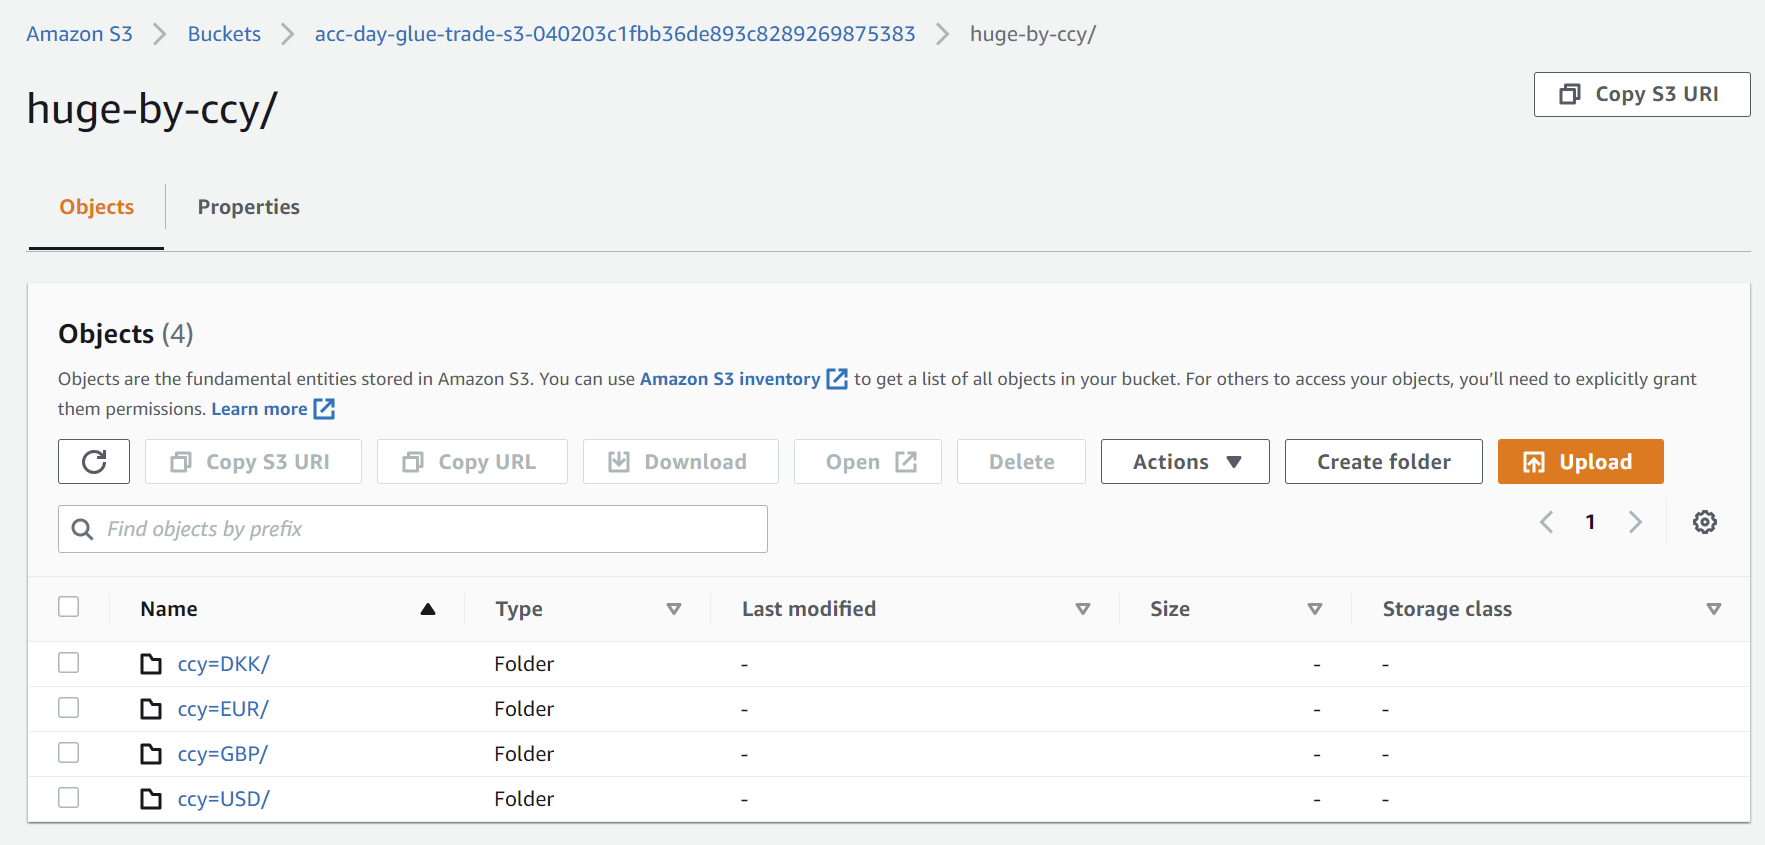 Amazon S3 Buckets acc-day-glue-trade-s3-040203c1fbb36de893c8289269875383 huge-by-ccy/
huge-by-ccy/
Copy S3 URI
Objects Properties
Objects (4)
Objects are the fundamental entities stored in Amazon S3. You can use Amazon S3 inventory to get a list of all objects in your bucket. For others to access your objects, you’ll need to explicitly grant
them permissions. Learn more
Copy S3 URI Copy URL Download Open Delete Actions Create folder Upload
Find objects by prefix 1
Name Type Last modified Size Storage class
ccy=DKK/ Folder - - -
ccy=EUR/ Folder - - -
ccy=GBP/ Folder - - -
ccy=USD/ Folder - - -